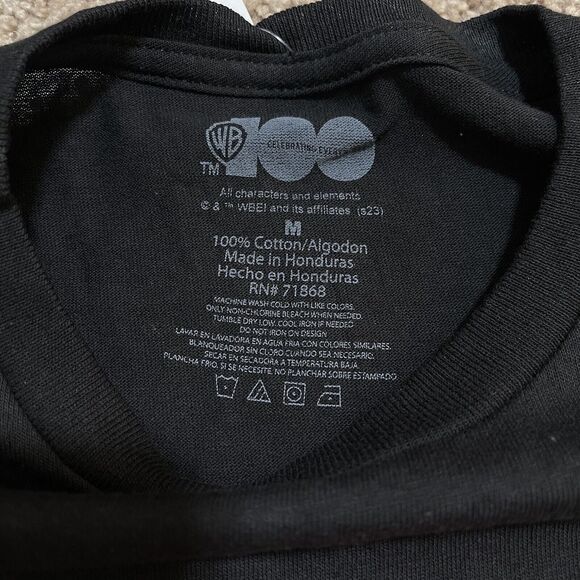 WB 100
CELEBRATING EVERY
TM
All characters and elements
© & ™ WBEI and its affiliates (s23)
M
100% Cotton/Algodon
Made in Honduras
Hecho en Honduras
RN# 71868
MACHINE WASH COLD WITH LIKE COLORS.
ONLY NON-CHLORINE BLEACH WHEN NEEDED.
TUMBLE DRY LOW. COOL IRON IF NEEDED
DO NOT IRON ON DESIGN
LAVAR EN LAVADORA EN AGUA FRIA CON COLORES SIMILARES.
BLANQUEADOR SIN CLORO CUANDO SEA NECESARIO.
SECAR EN SECADORA A TEMPERATURA BAJA.
PLANCHA FRIO, SI SE NECESITE, NO PLANCHAR SOBRE ESTAMPADO